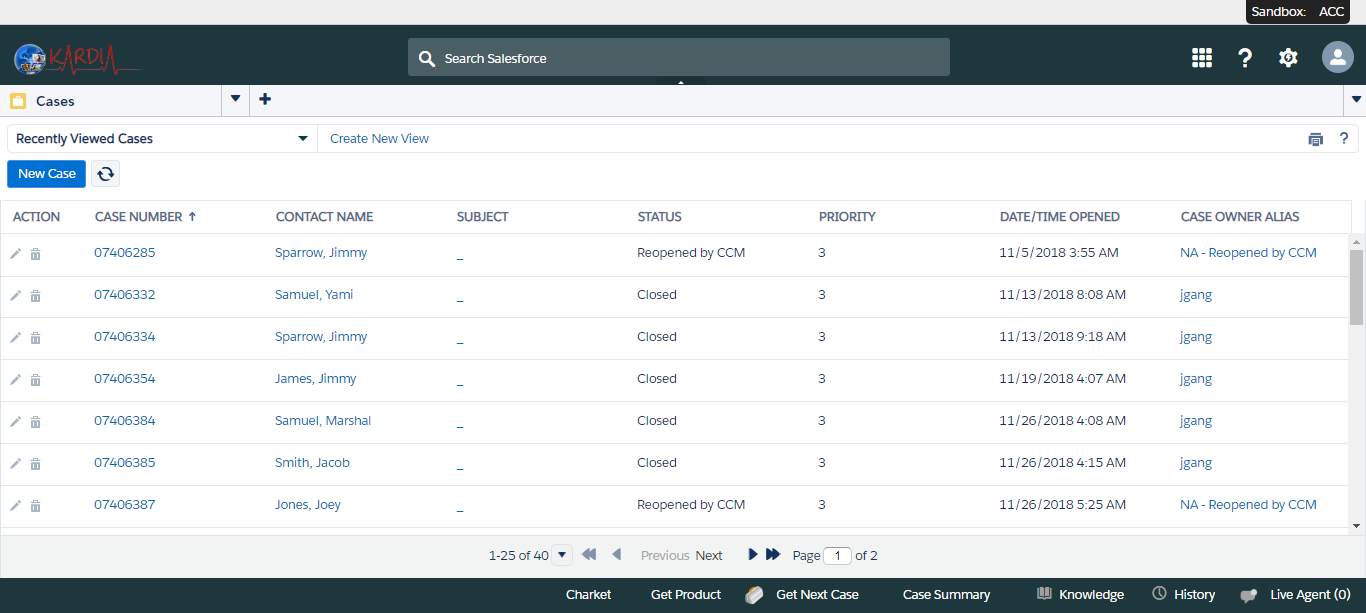 Sandbox: ACC
KARDIA
Search Salesforce
Cases
Recently Viewed Cases Create New View ?
New Case
ACTION CASE NUMBER ↑ CONTACT NAME SUBJECT STATUS PRIORITY DATE/TIME OPENED CASE OWNER ALIAS
07406285 Sparrow, Jimmy _ Reopened by CCM 3 11/5/2018 3:55 AM NA - Reopened by CCM
07406332 Samuel, Yami _ Closed 3 11/13/2018 8:08 AM jgang
07406334 Sparrow, Jimmy _ Closed 3 11/13/2018 9:18 AM jgang
07406354 James, Jimmy _ Closed 3 11/19/2018 4:07 AM jgang
07406384 Samuel, Marshal _ Closed 3 11/26/2018 4:08 AM jgang
07406385 Smith, Jacob _ Closed 3 11/26/2018 4:15 AM jgang
07406387 Jones, Joey _ Reopened by CCM 3 11/26/2018 5:25 AM NA - Reopened by CCM
1-25 of 40 Previous Next Page 1 of 2
Charket Get Product Get Next Case Case Summary Knowledge History Live Agent (0)